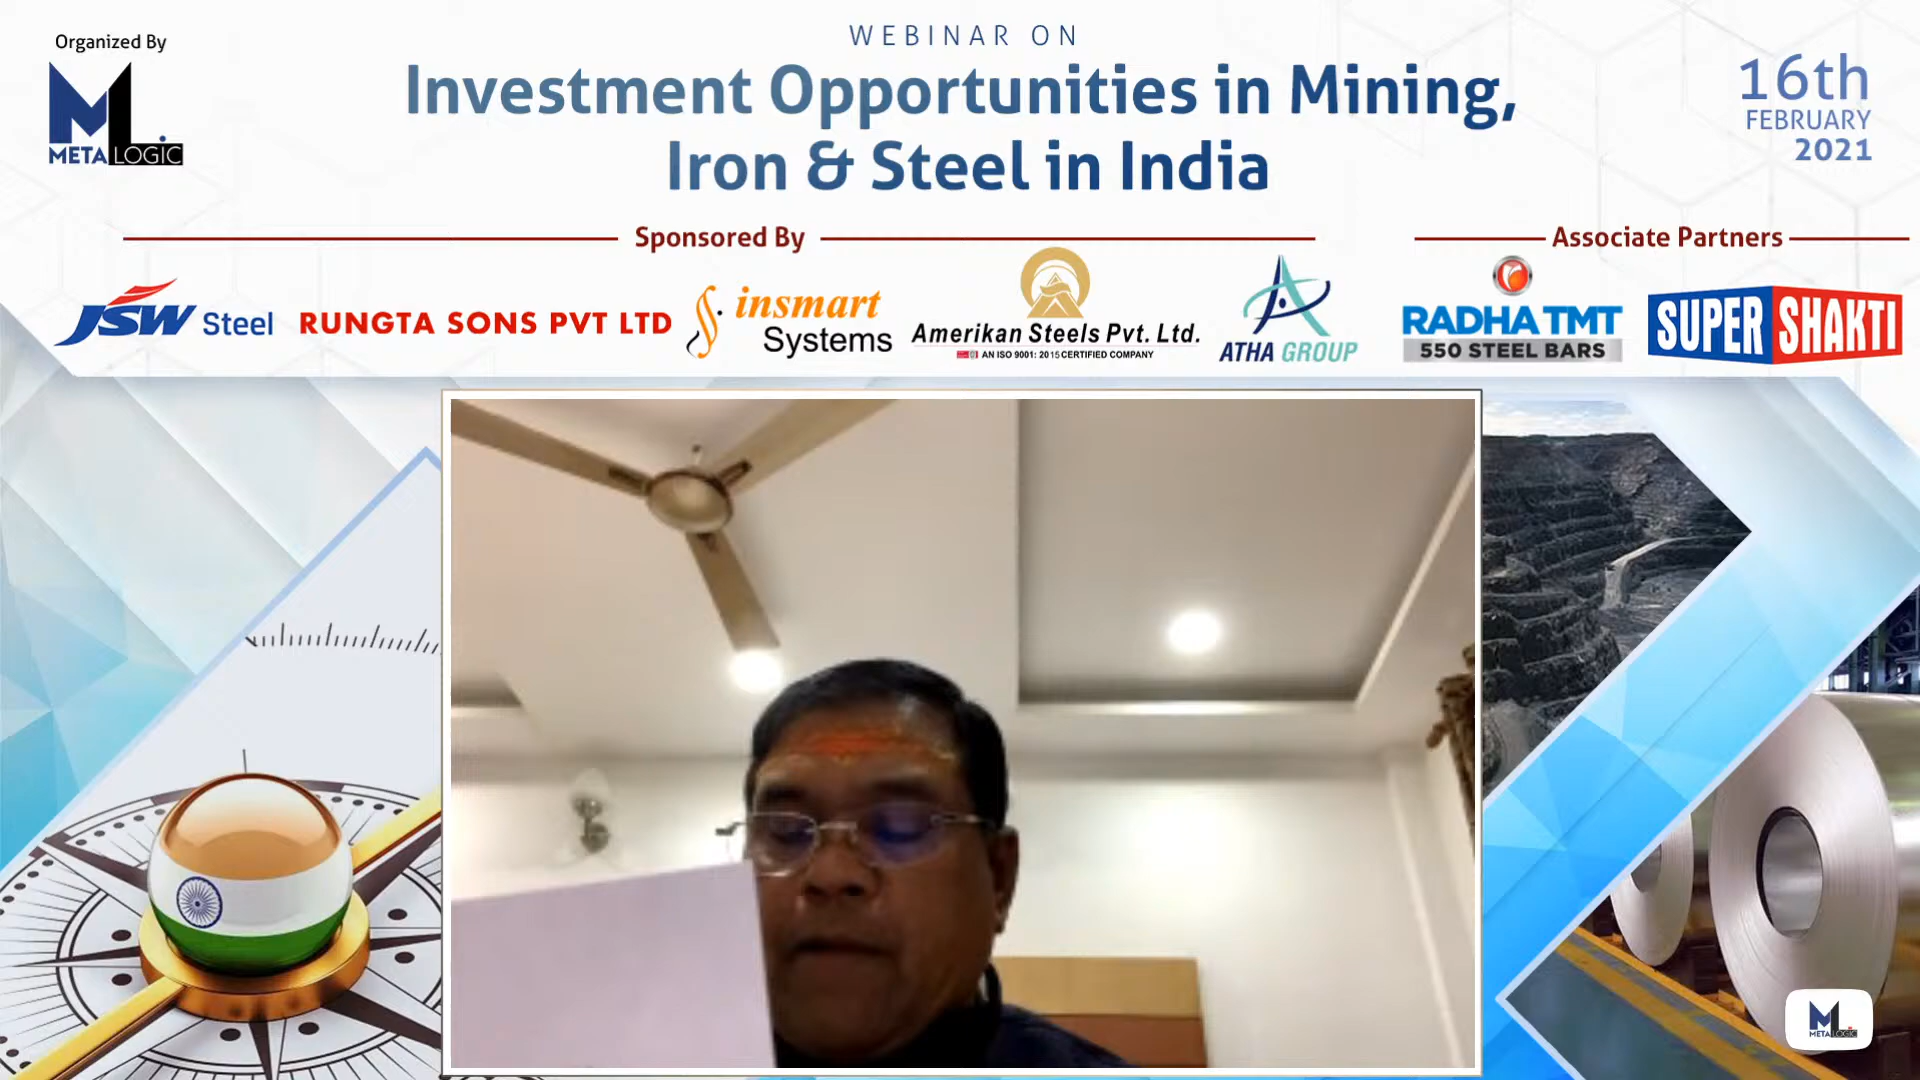 Organized By
META LOGIC
WEBINAR ON
Investment Opportunities in Mining,
Iron & Steel in India
16th
FEBRUARY
2021
Sponsored By
Associate Partners
JSW Steel
RUNGTA SONS PVT LTD
insmart
Systems
Amerikan Steels Pvt. Ltd.
AN ISO 9001: 2015 CERTIFIED COMPANY
ATHA GROUP
RADHA TMT
550 STEEL BARS
SUPER SHAKTI
META LOGIC